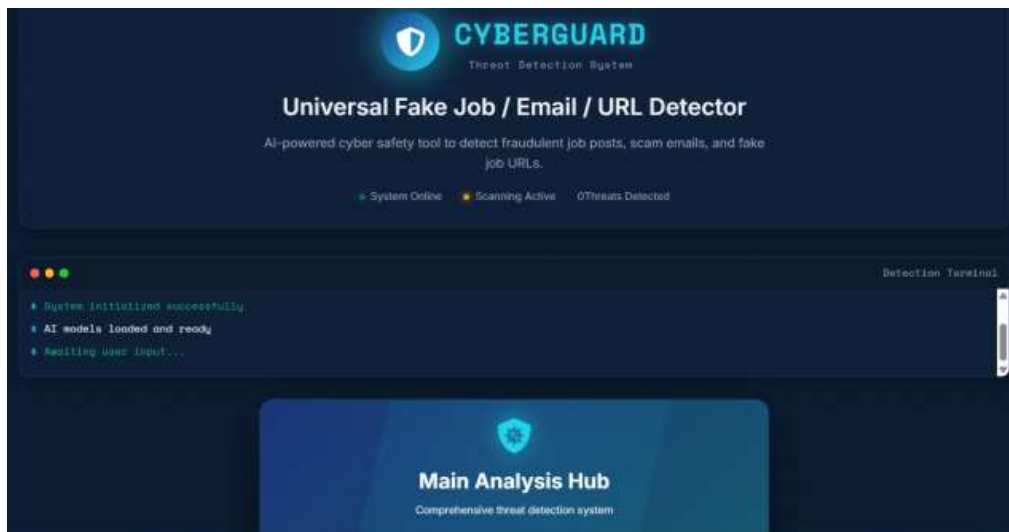 CYBERGUARD
Threat Detection System
Universal Fake Job / Email / URL Detector
AI-powered cyber safety tool to detect fraudulent job posts, scam emails, and fake
job URLs.
System Online Scanning Active 0Threats Detected
Detection Terminal
System initialized successfully
AI models loaded and ready
Awaiting user input...
Main Analysis Hub
Comprehensive threat detection system